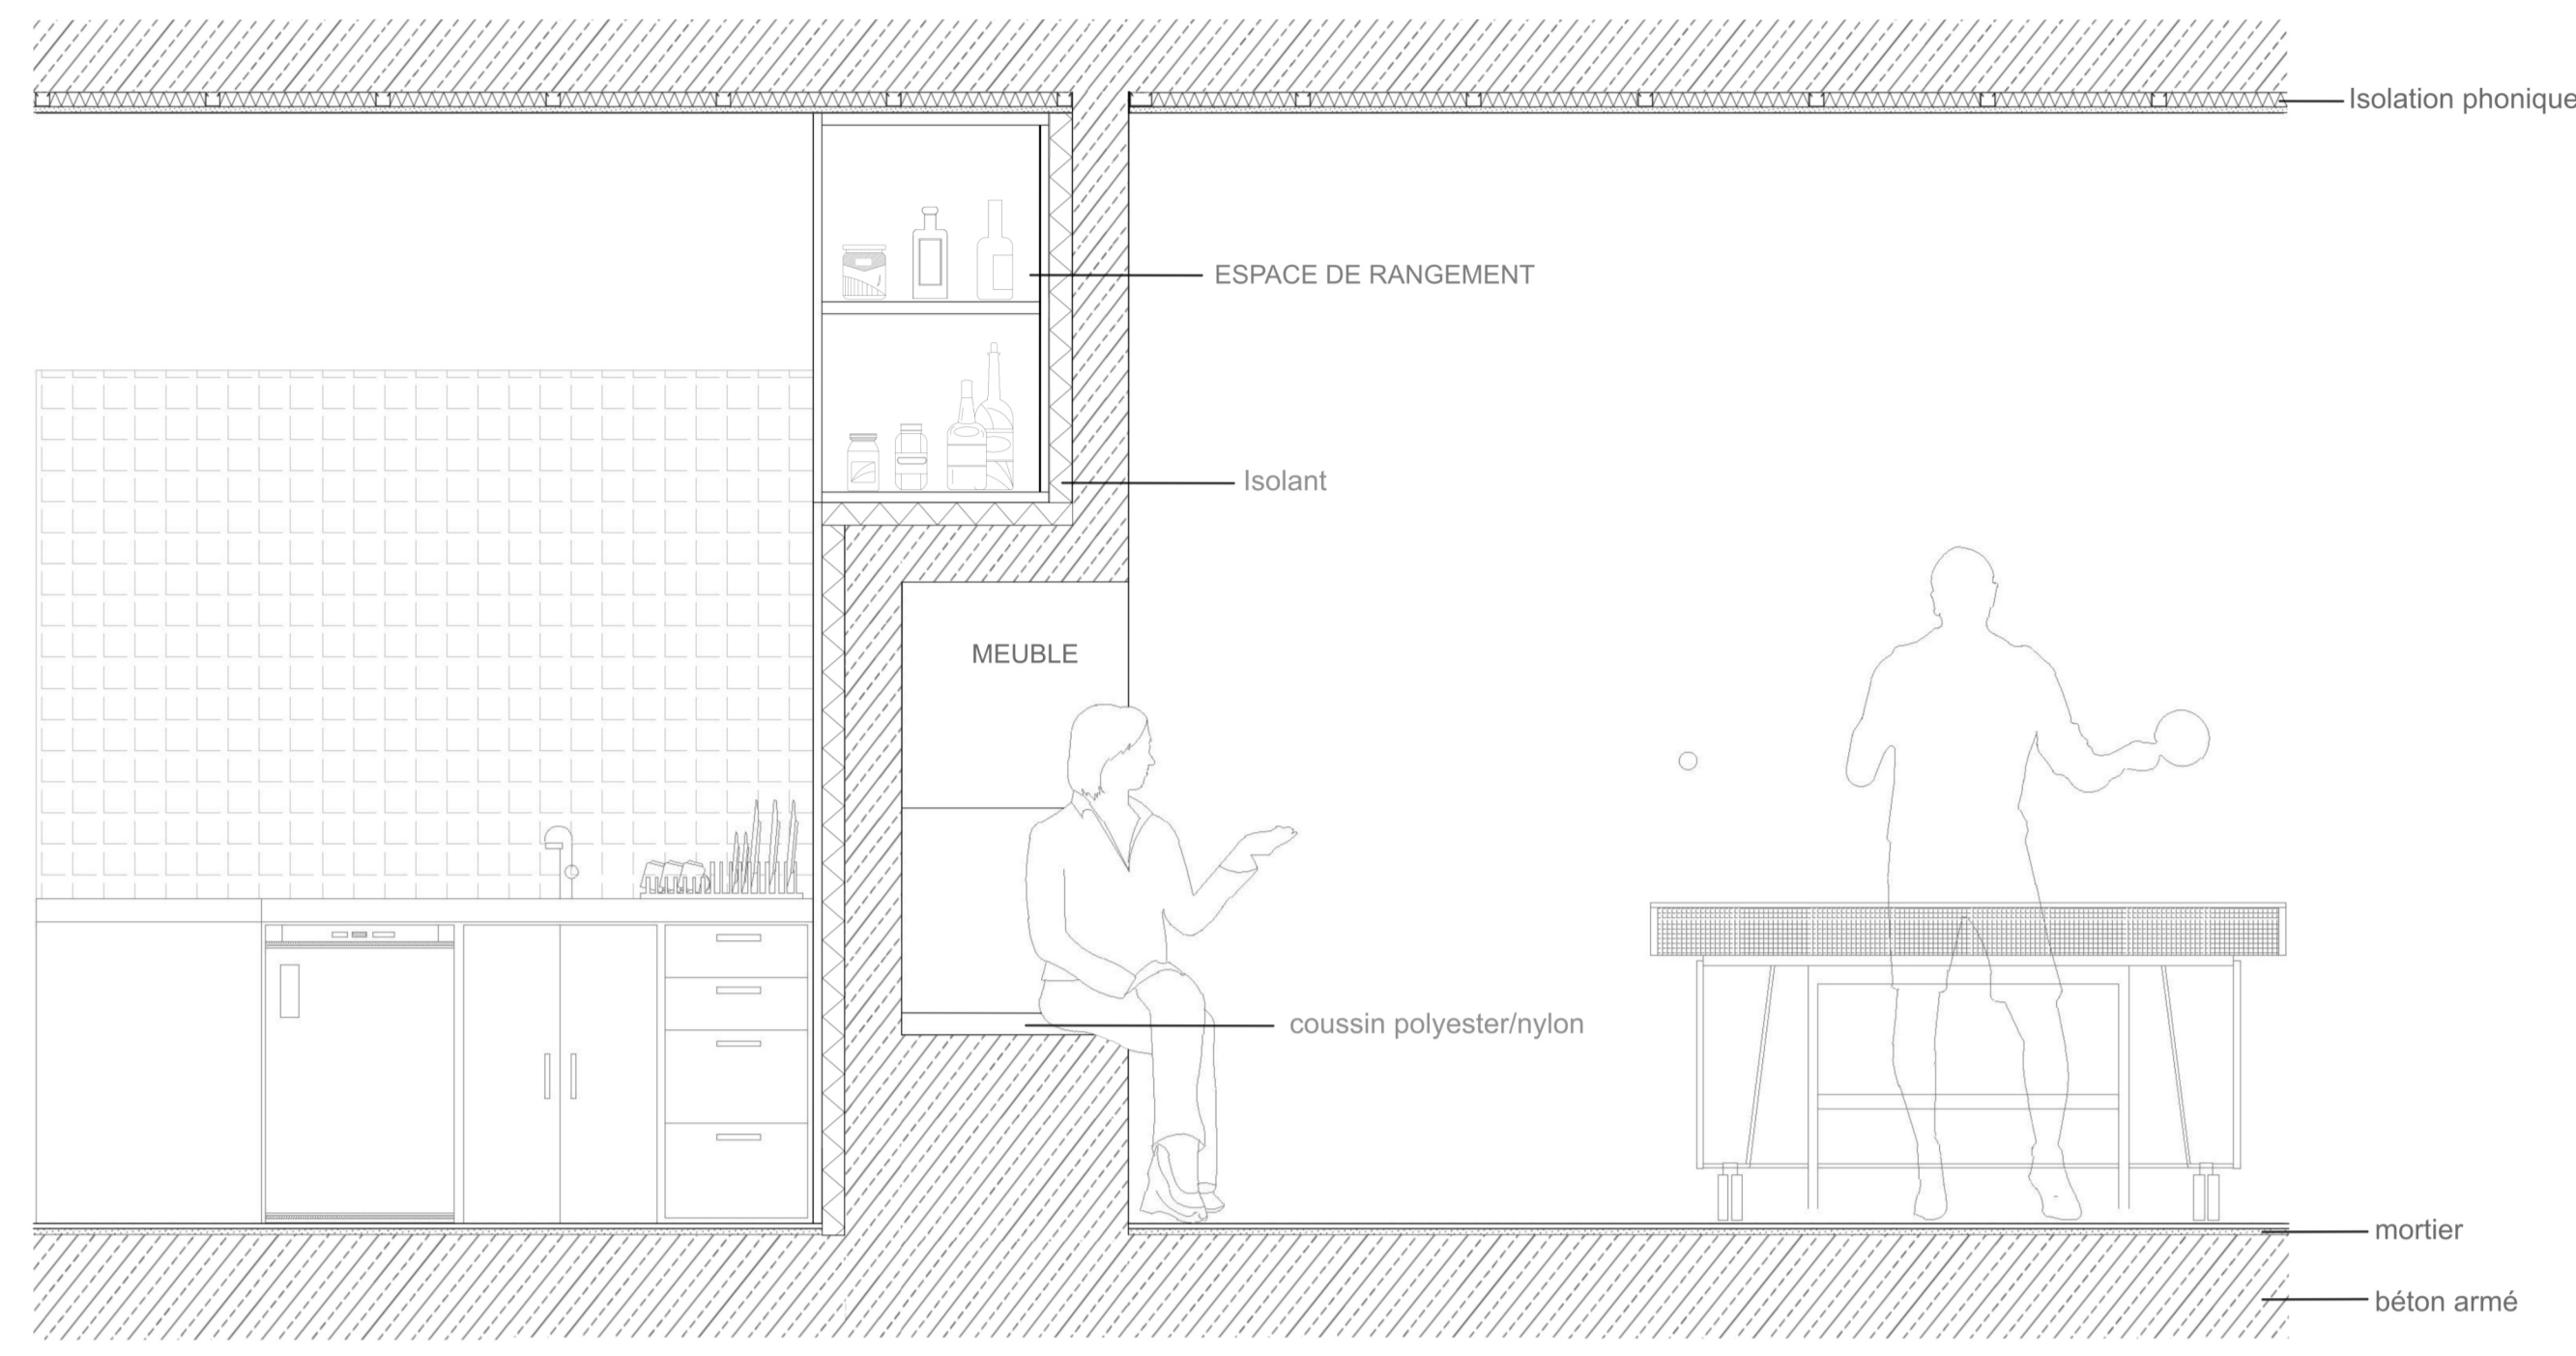 Isolation phonique
ESPACE DE RANGEMENT
Isolant
MEUBLE
coussin polyester/nylon
mortier
béton armé